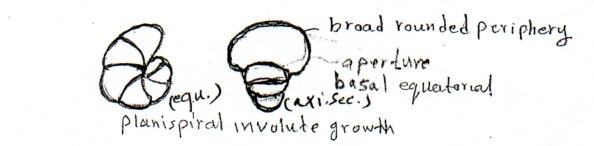 broad rounded periphery
aperture
basal equatorial
(equ.)
(axi.sec.)
planispiral involute growth